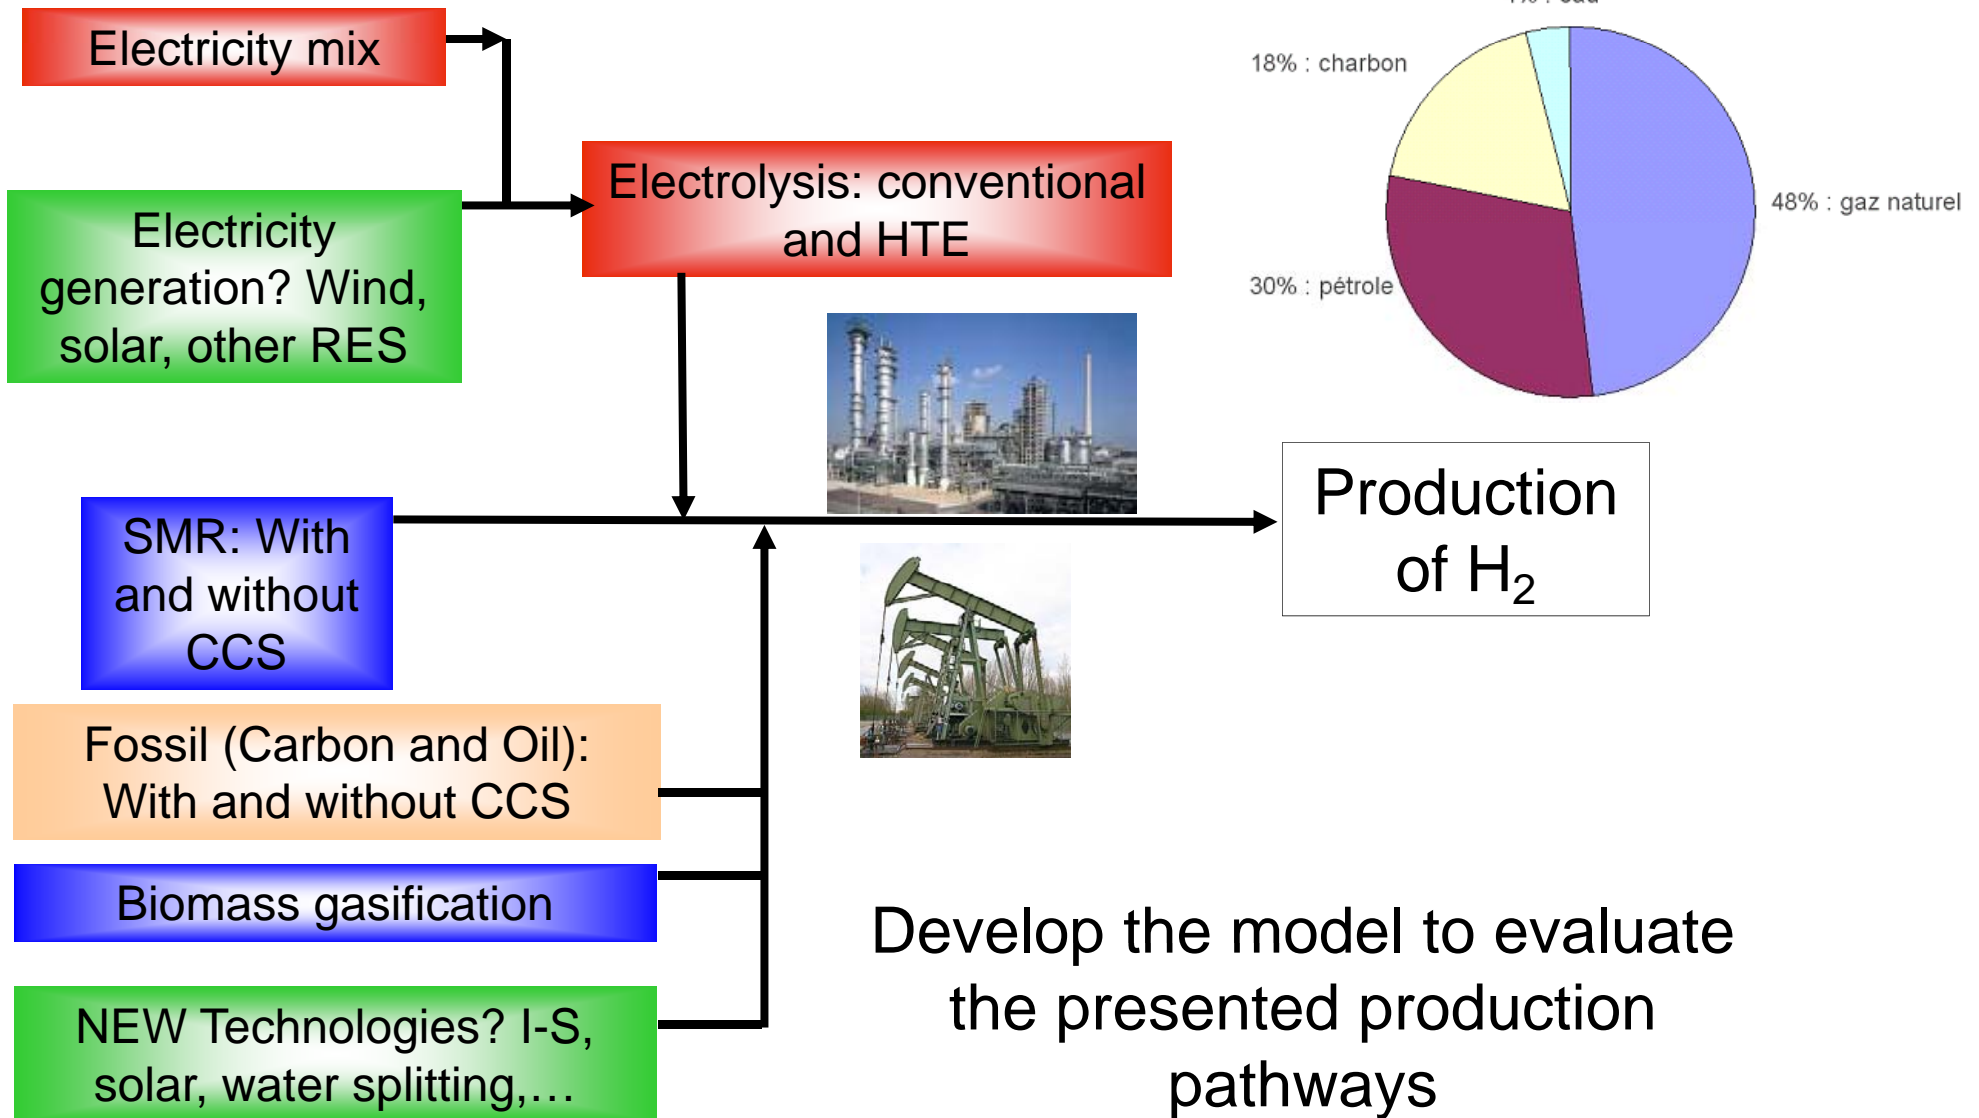 Electricity mix
18% : charbon
48% : gaz naturel
30% : pétrole
Electrolysis: conventional
and HTE
Electricity
generation? Wind,
solar, other RES
Production
of H₂
SMR: With
and without
CCS
Fossil (Carbon and Oil):
With and without CCS
Biomass gasification
NEW Technologies? I-S,
solar, water splitting,…
Develop the model to evaluate
the presented production
pathways